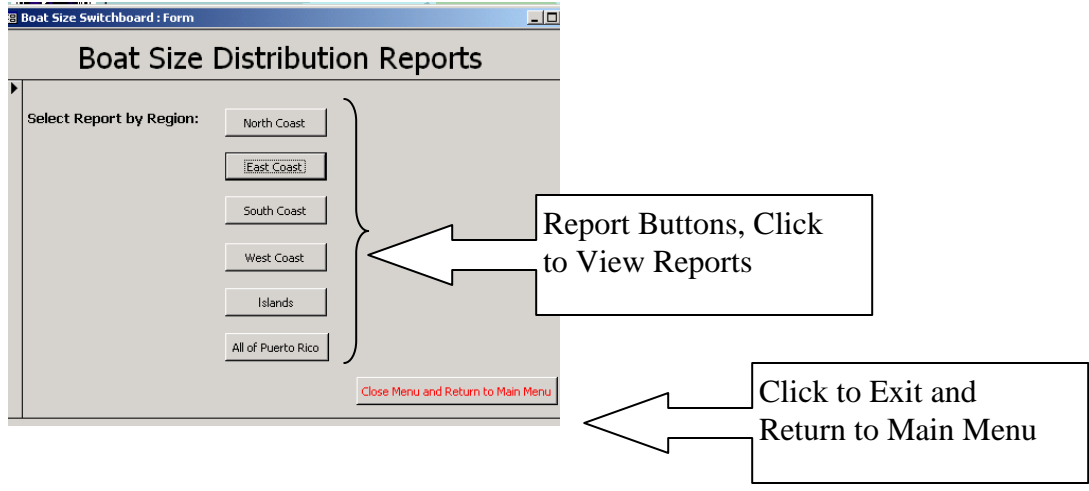 Boat Size Switchboard : Form
Boat Size Distribution Reports
Select Report by Region:
North Coast
East Coast
South Coast
West Coast
Islands
All of Puerto Rico
Close Menu and Return to Main Menu
Report Buttons, Click
to View Reports
Click to Exit and
Return to Main Menu